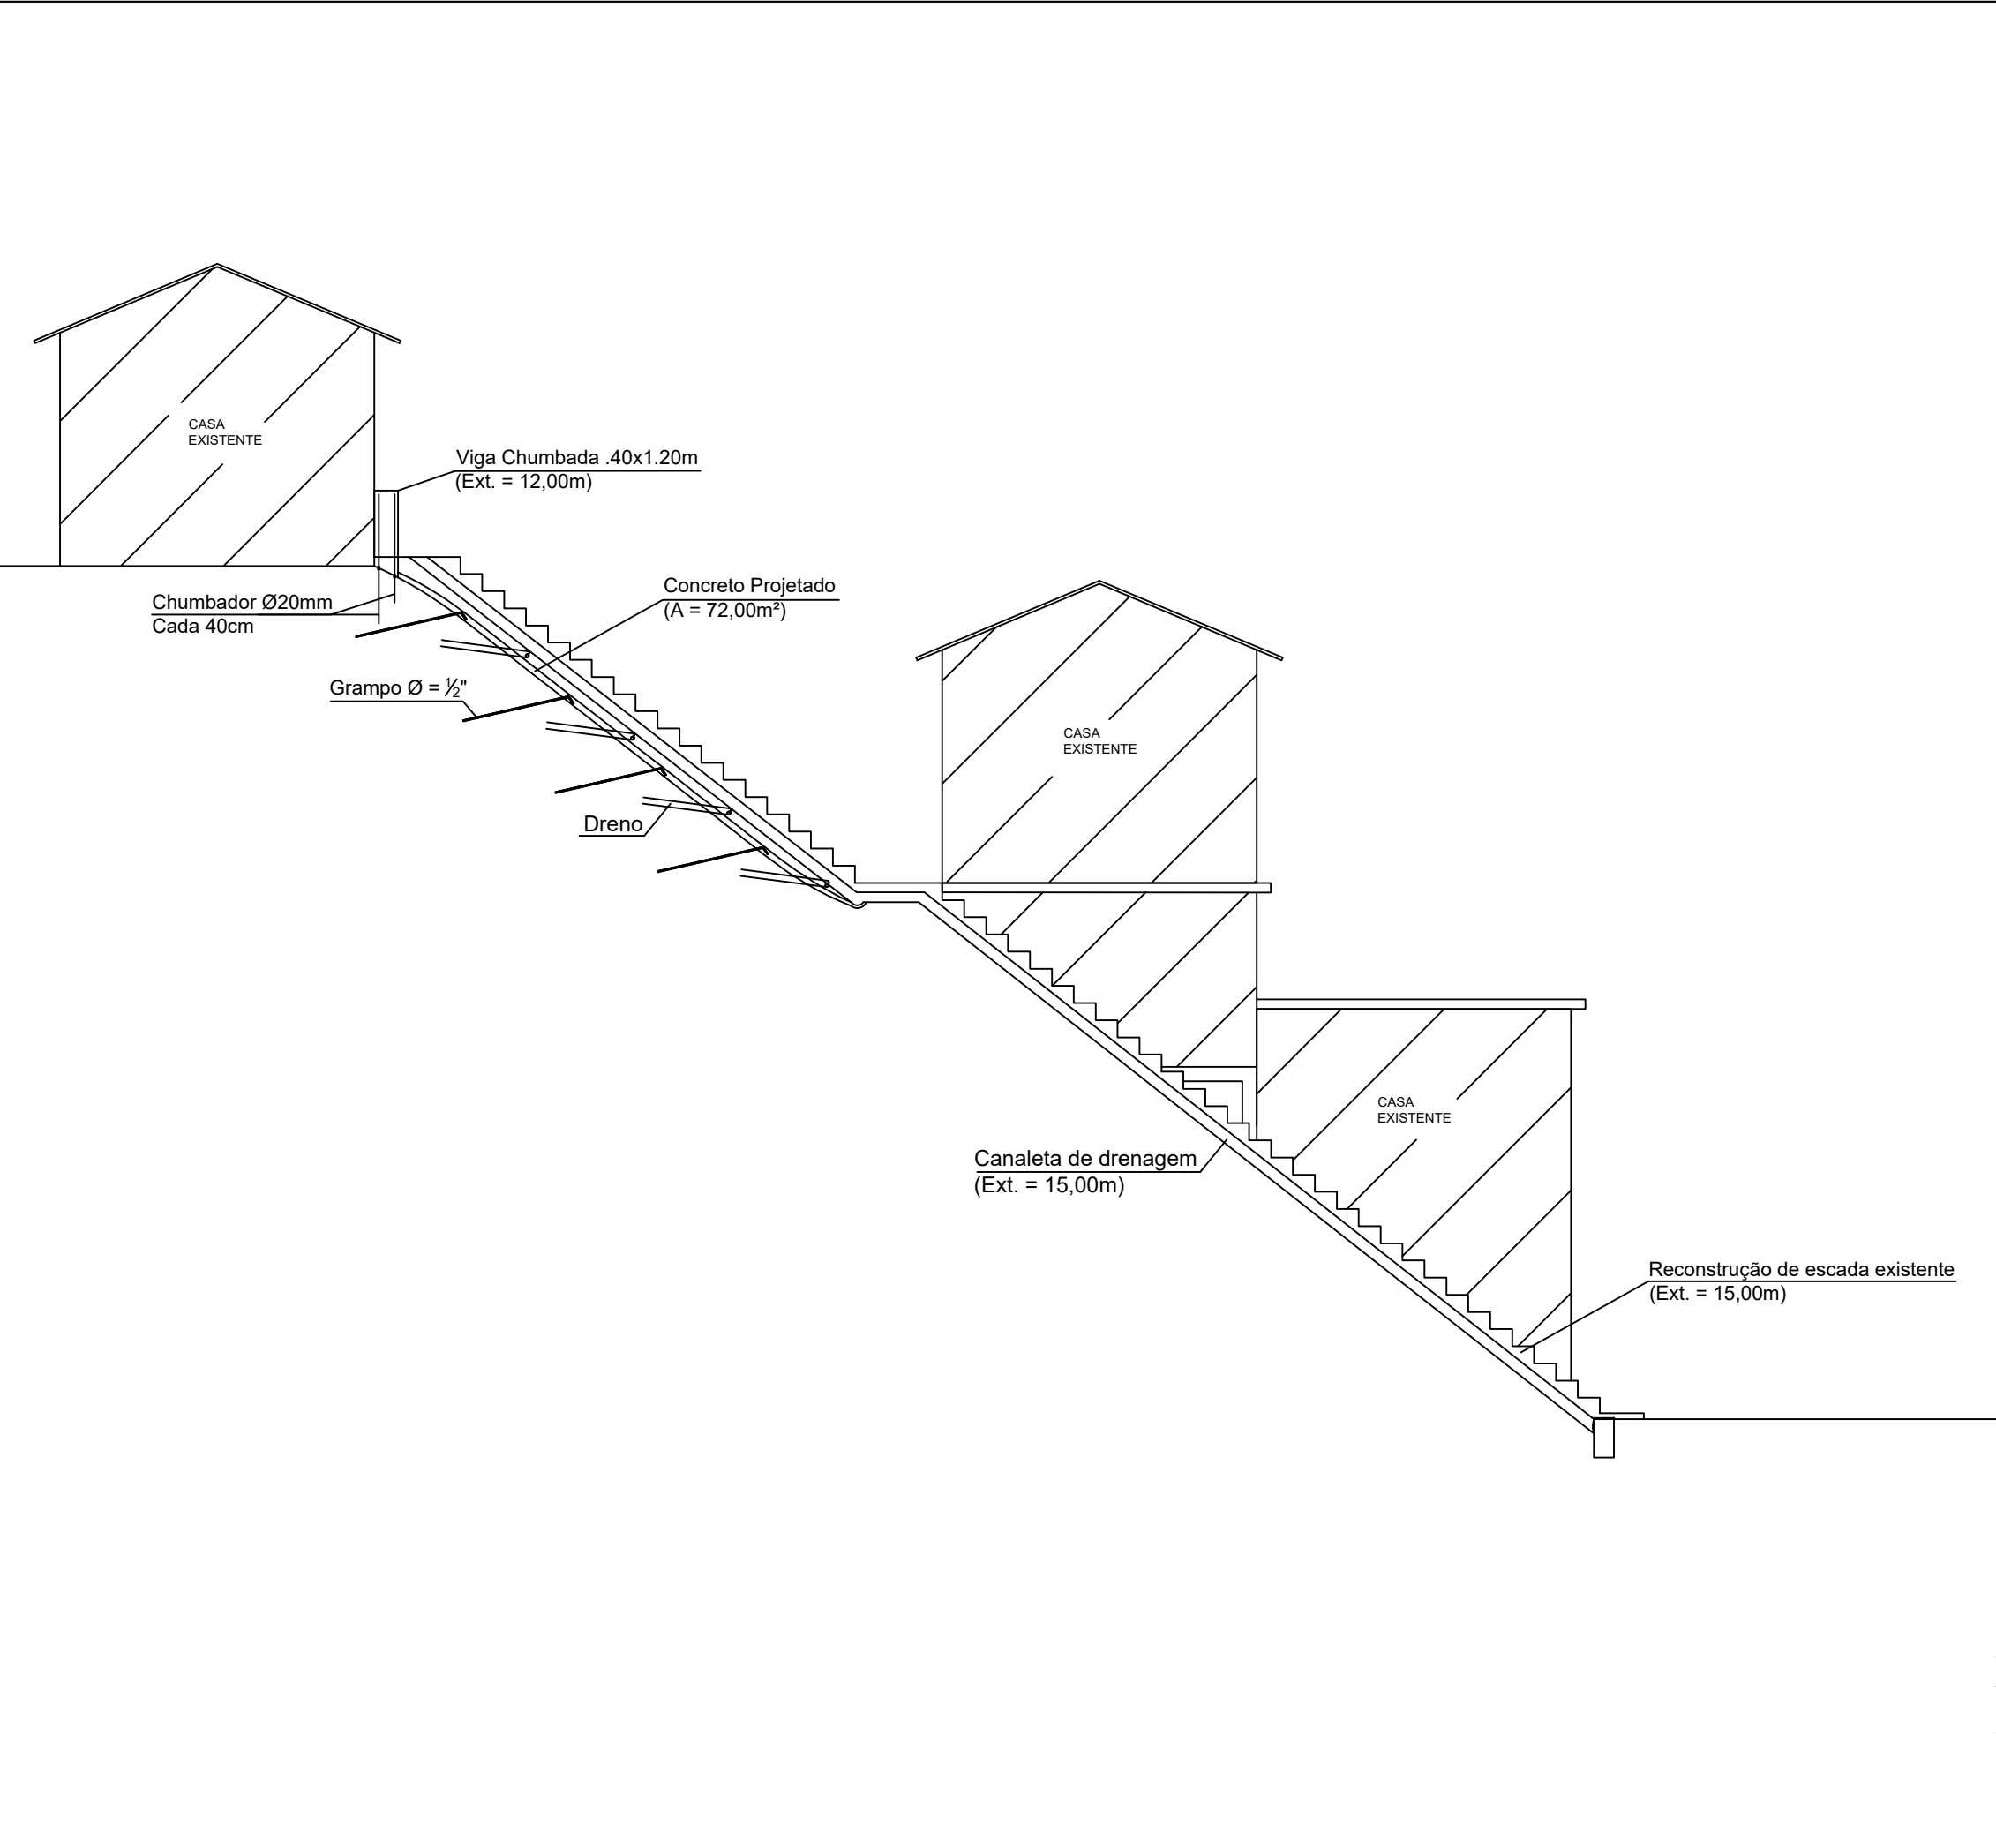 CASA
EXISTENTE
Viga Chumbada .40x1.20m
(Ext. = 12,00m)
Chumbador Ø20mm
Cada 40cm
Concreto Projetado
(A = 72,00m²)
Grampo Ø = ½"
Dreno
CASA
EXISTENTE
CASA
EXISTENTE
Canaleta de drenagem
(Ext. = 15,00m)
Reconstrução de escada existente
(Ext. = 15,00m)